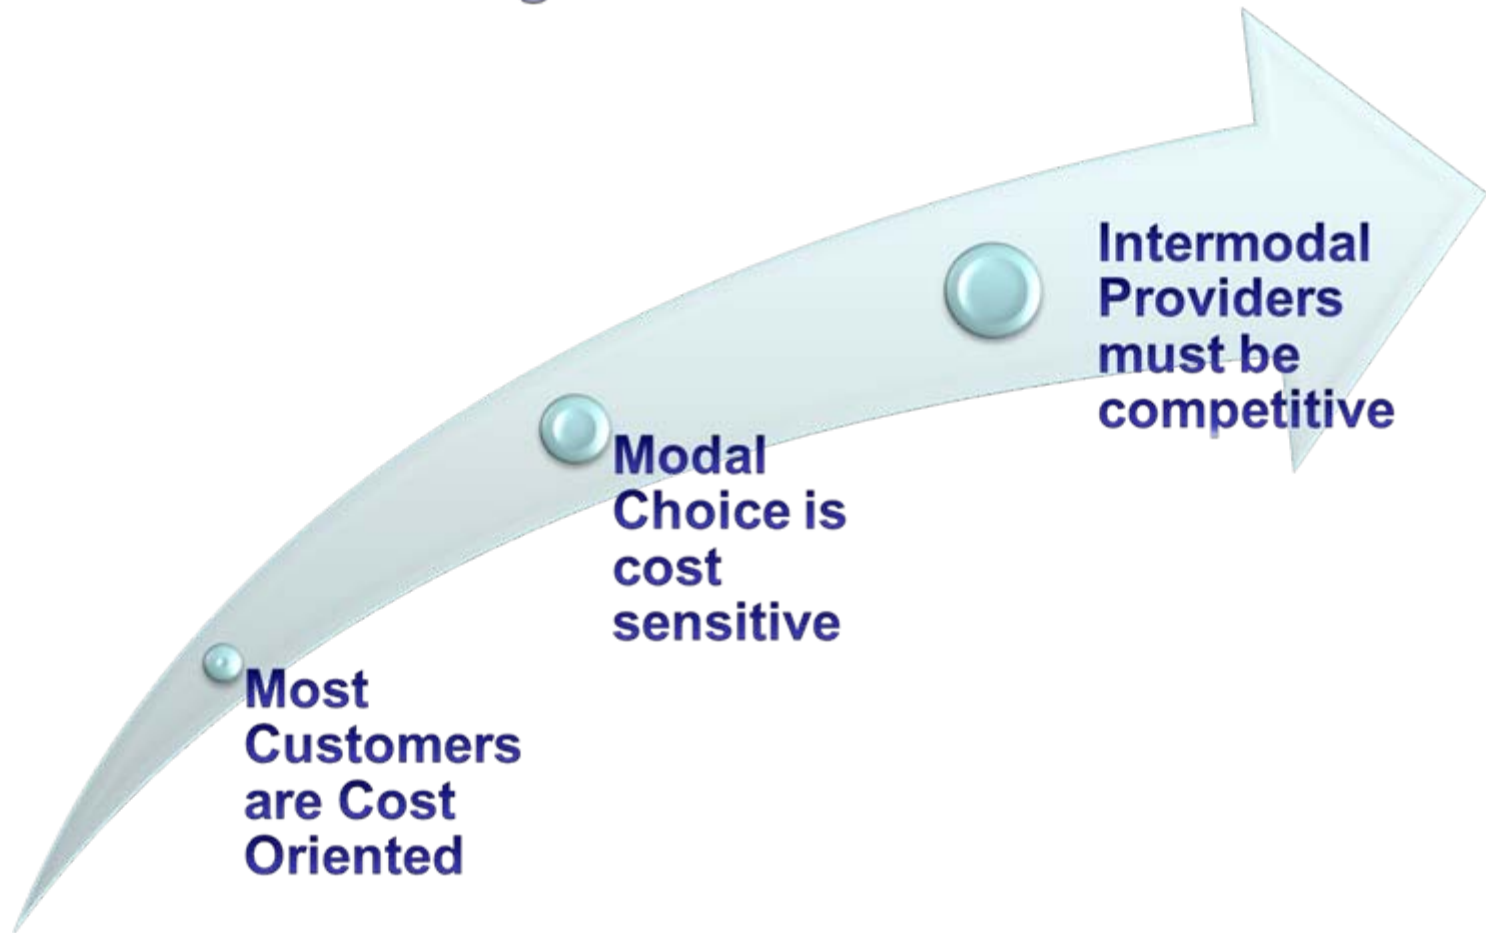 Most
Customers
are Cost
Oriented
Modal
Choice is
cost
sensitive
Intermodal
Providers
must be
competitive